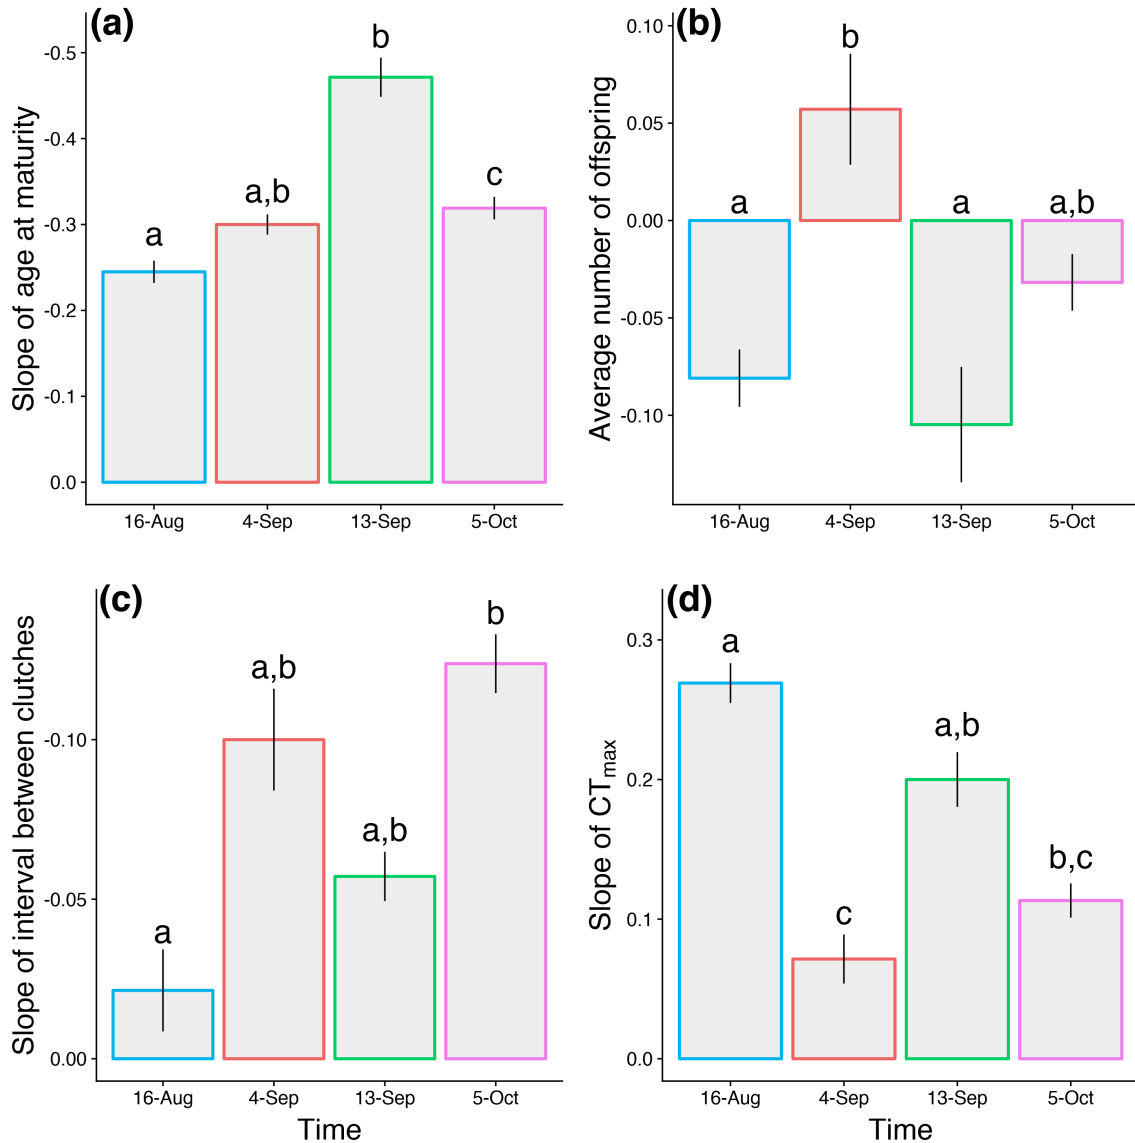 (a)
Slope of age at maturity
-0.5
-0.4
-0.3
-0.2
-0.1
0.0
a
a,b
b
c
16-Aug
4-Sep
13-Sep
5-Oct
(b)
Average number of offspring
0.10
0.05
0.00
-0.05
-0.10
a
b
a
a,b
16-Aug
4-Sep
13-Sep
5-Oct
(c)
Slope of interval between clutches
-0.10
-0.05
0.00
a
a,b
a,b
b
16-Aug
4-Sep
13-Sep
5-Oct
Time
(d)
Slope of CTmax
0.3
0.2
0.1
0.0
a
c
a,b
b,c
16-Aug
4-Sep
13-Sep
5-Oct
Time